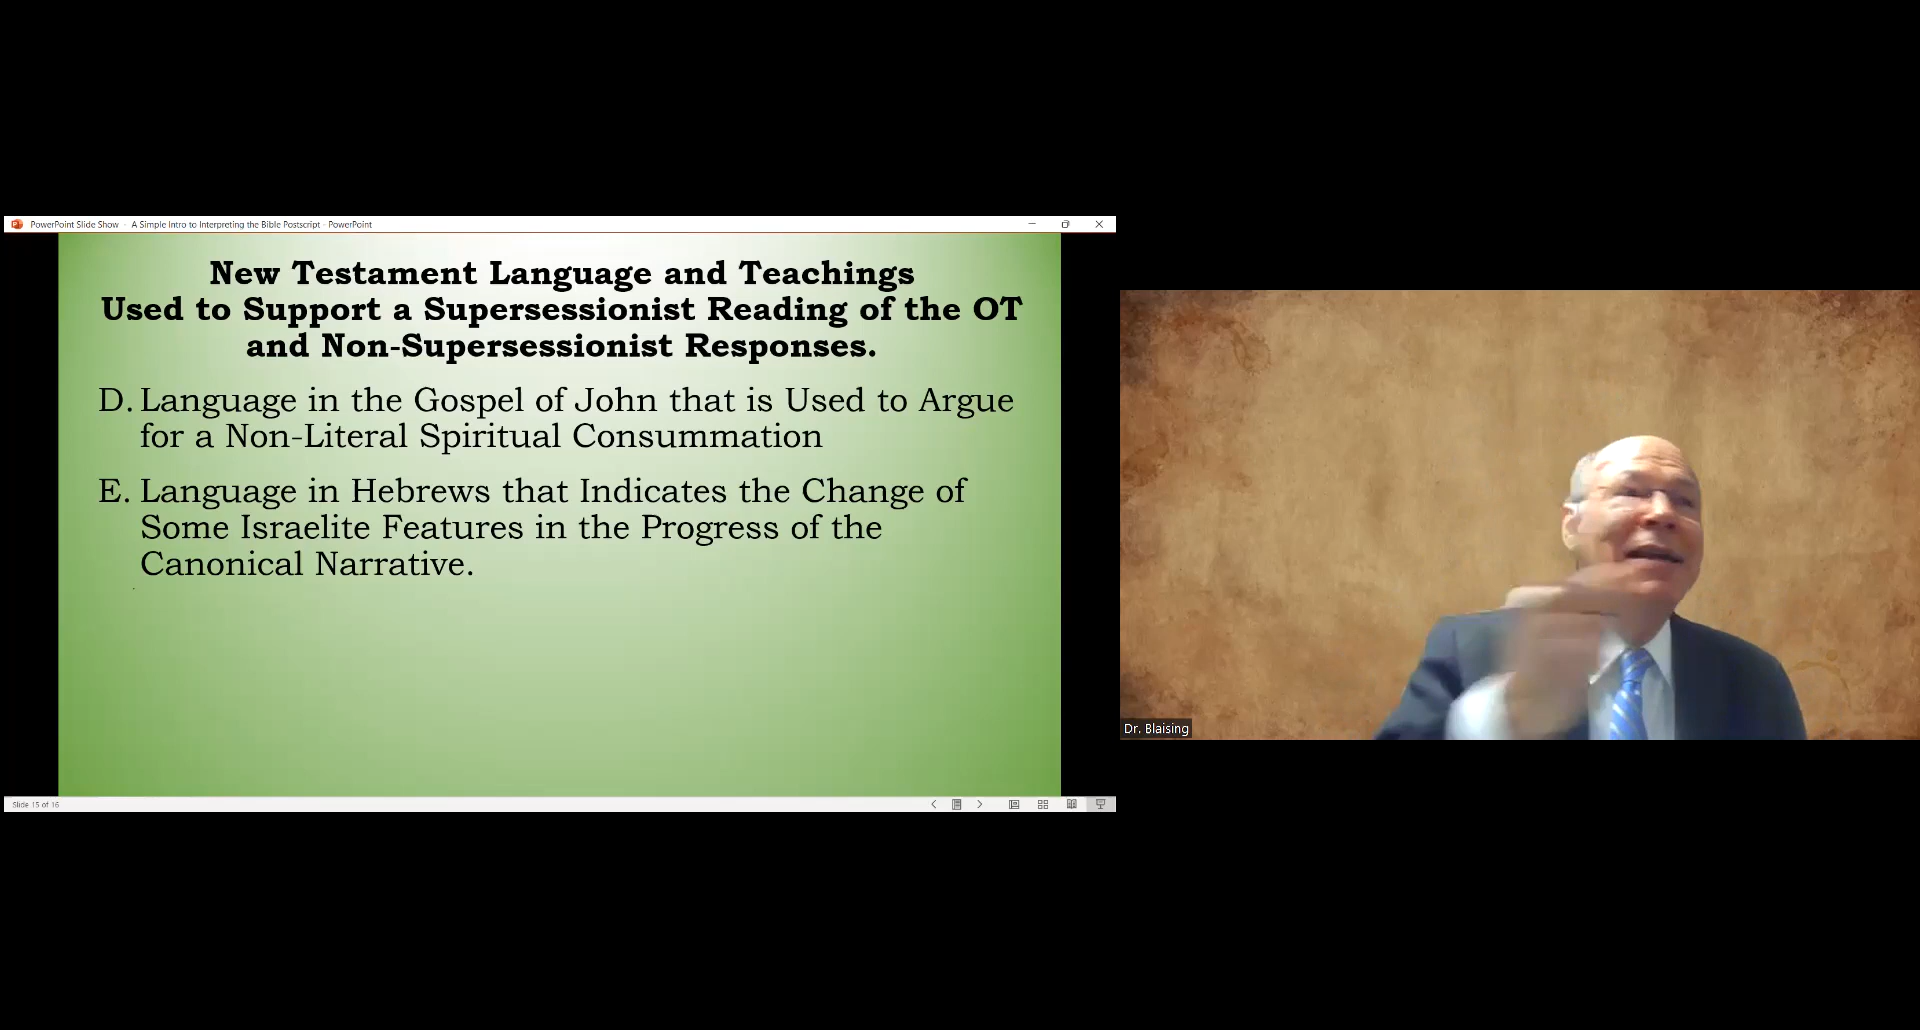 PowerPoint Slide Show - A Simple Intro to Interpreting the Bible Postscript - PowerPoint
New Testament Language and Teachings
Used to Support a Supersessionist Reading of the OT
and Non-Supersessionist Responses.
D. Language in the Gospel of John that is Used to Argue
for a Non-Literal Spiritual Consummation
E. Language in Hebrews that Indicates the Change of
Some Israelite Features in the Progress of the
Canonical Narrative.
Slide 15 of 16
Dr. Blaising